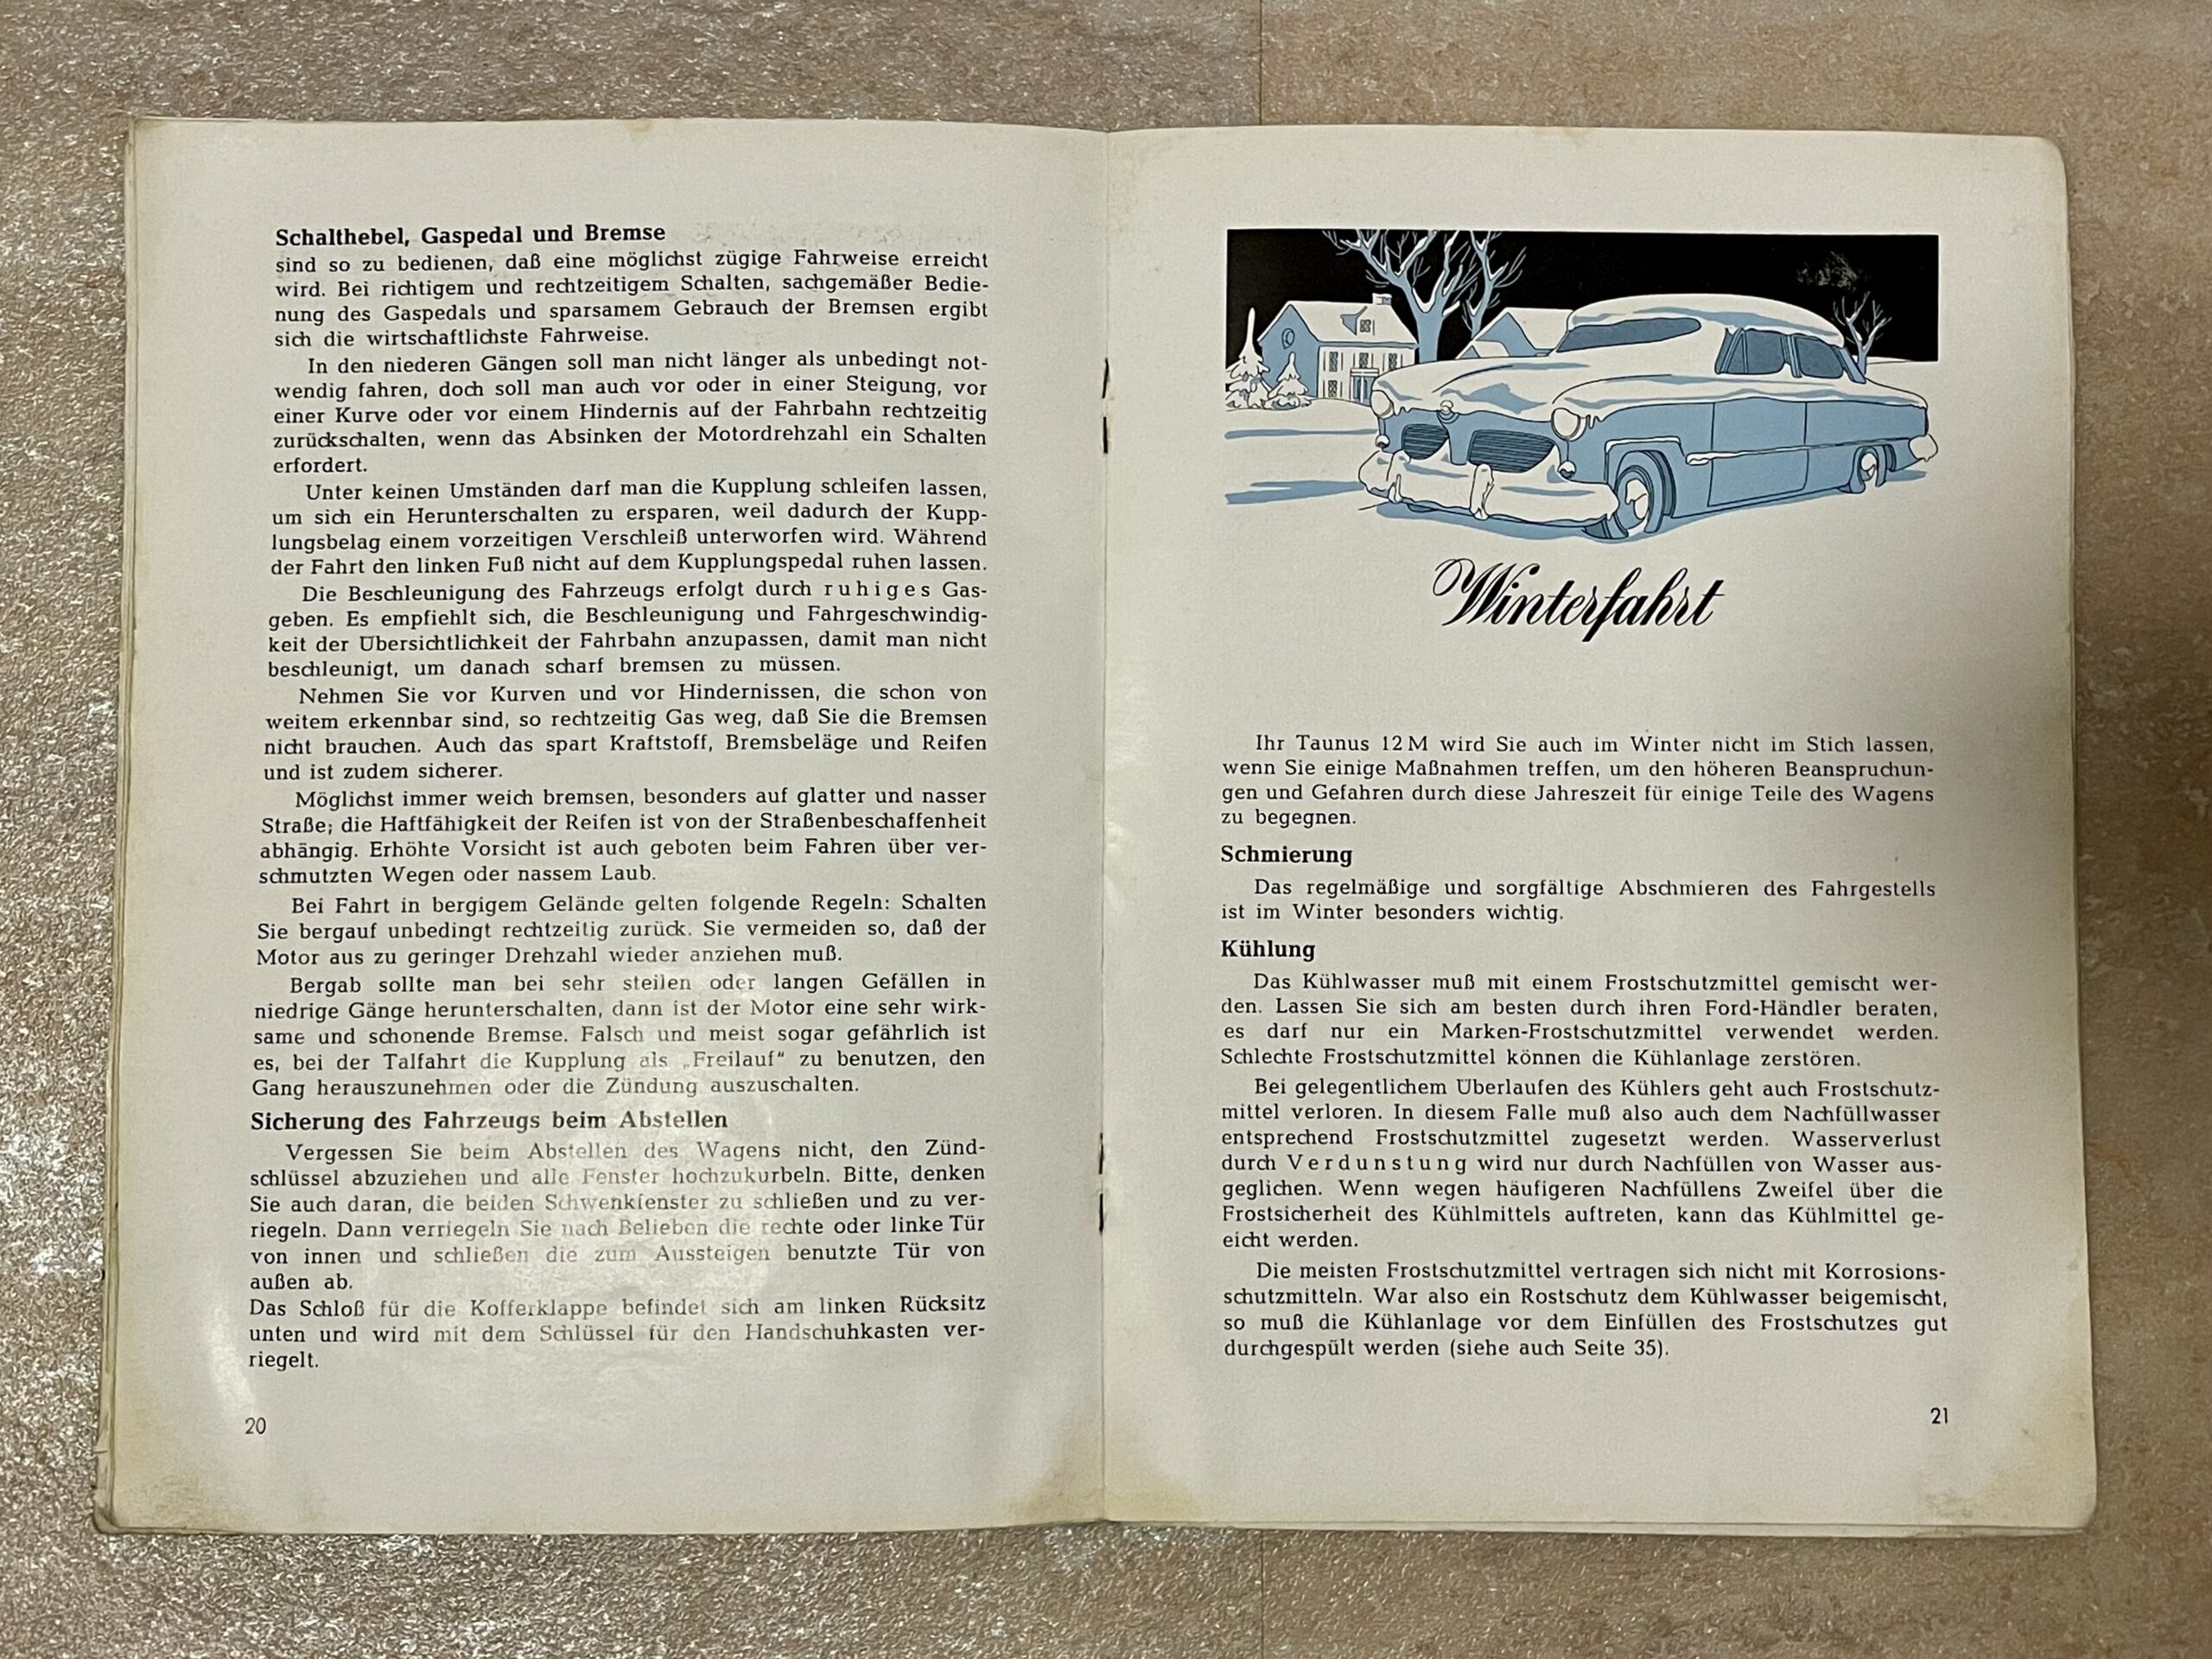 Schalthebel, Gaspedal und Bremse
sind so zu bedienen, daß eine möglichst zügige Fahrweise erreicht
wird. Bei richtigem und rechtzeitigem Schalten, sachgemäßer Bedie-
nung des Gaspedals und sparsamem Gebrauch der Bremsen ergibt
sich die wirtschaftlichste Fahrweise.
In den niederen Gängen soll man nicht länger als unbedingt not-
wendig fahren, doch soll man auch vor oder in einer Steigung, vor
einer Kurve oder vor einem Hindernis auf der Fahrbahn rechtzeitig
zurückschalten, wenn das Absinken der Motordrehzahl ein Schalten
erfordert.
Unter keinen Umständen darf man die Kupplung schleifen lassen,
um sich ein Herunterschalten zu ersparen, weil dadurch der Kupp-
lungsbelag einem vorzeitigen Verschleiß unterworfen wird. Während
der Fahrt den linken Fuß nicht auf dem Kupplungspedal ruhen lassen.
Die Beschleunigung des Fahrzeugs erfolgt durch ruhiges Gas-
geben. Es empfiehlt sich, die Beschleunigung und Fahrgeschwindig-
keit der Übersichtlichkeit der Fahrbahn anzupassen, damit man nicht
beschleunigt, um danach scharf bremsen zu müssen.
Nehmen Sie vor Kurven und vor Hindernissen, die schon von
weitem erkennbar sind, so rechtzeitig Gas weg, daß Sie die Bremsen
nicht brauchen. Auch das spart Kraftstoff, Bremsbeläge und Reifen
und ist zudem sicherer.
Möglichst immer weich bremsen, besonders auf glatter und nasser
Straße; die Haftfähigkeit der Reifen ist von der Straßenbeschaffenheit
abhängig. Erhöhte Vorsicht ist auch geboten beim Fahren über ver-
schmutzten Wegen oder nassem Laub.
Bei Fahrt in bergigem Gelände gelten folgende Regeln: Schalten
Sie bergauf unbedingt rechtzeitig zurück. Sie vermeiden so, daß der
Motor aus zu geringer Drehzahl wieder anziehen muß.
Bergab sollte man bei sehr steilen oder langen Gefällen in
niedrige Gänge herunterschalten, dann ist der Motor eine sehr wirk-
same und schonende Bremse. Falsch und meist sogar gefährlich ist
es, bei der Talfahrt die Kupplung als „Freilauf“ zu benutzen, den
Gang herauszunehmen oder die Zündung auszuschalten.
Sicherung des Fahrzeugs beim Abstellen
Vergessen Sie beim Abstellen des Wagens nicht, den Zünd-
schlüssel abzuziehen und alle Fenster hochzukurbeln. Bitte, denken
Sie auch daran, die beiden Schwenkfenster zu schließen und zu ver-
riegeln. Dann verriegeln Sie nach Belieben die rechte oder linke Tür
von innen und schließen die zum Aussteigen benutzte Tür von
außen ab.
Das Schloß für die Kofferklappe befindet sich am linken Rücksitz
unten und wird mit dem Schlüssel für den Handschuhkasten ver-
riegelt.
20
Winterfahrt
Ihr Taunus 12 M wird Sie auch im Winter nicht im Stich lassen,
wenn Sie einige Maßnahmen treffen, um den höheren Beanspruchun-
gen und Gefahren durch diese Jahreszeit für einige Teile des Wagens
zu begegnen.
Schmierung
Das regelmäßige und sorgfältige Abschmieren des Fahrgestells
ist im Winter besonders wichtig.
Kühlung
Das Kühlwasser muß mit einem Frostschutzmittel gemischt wer-
den. Lassen Sie sich am besten durch ihren Ford-Händler beraten,
es darf nur ein Marken-Frostschutzmittel verwendet werden.
Schlechte Frostschutzmittel können die Kühlanlage zerstören.
Bei gelegentlichem Überlaufen des Kühlers geht auch Frostschutz-
mittel verloren. In diesem Falle muß also auch dem Nachfüllwasser
entsprechend Frostschutzmittel zugesetzt werden. Wasserverlust
durch Verdunstung wird nur durch Nachfüllen von Wasser aus-
geglichen. Wenn wegen häufigeren Nachfüllens Zweifel über die
Frostsicherheit des Kühlmittels auftreten, kann das Kühlmittel ge-
eicht werden.
Die meisten Frostschutzmittel vertragen sich nicht mit Korrosions-
schutzmitteln. War also ein Rostschutz dem Kühlwasser beigemischt,
so muß die Kühlanlage vor dem Einfüllen des Frostschutzes gut
durchgespült werden (siehe auch Seite 35).
21